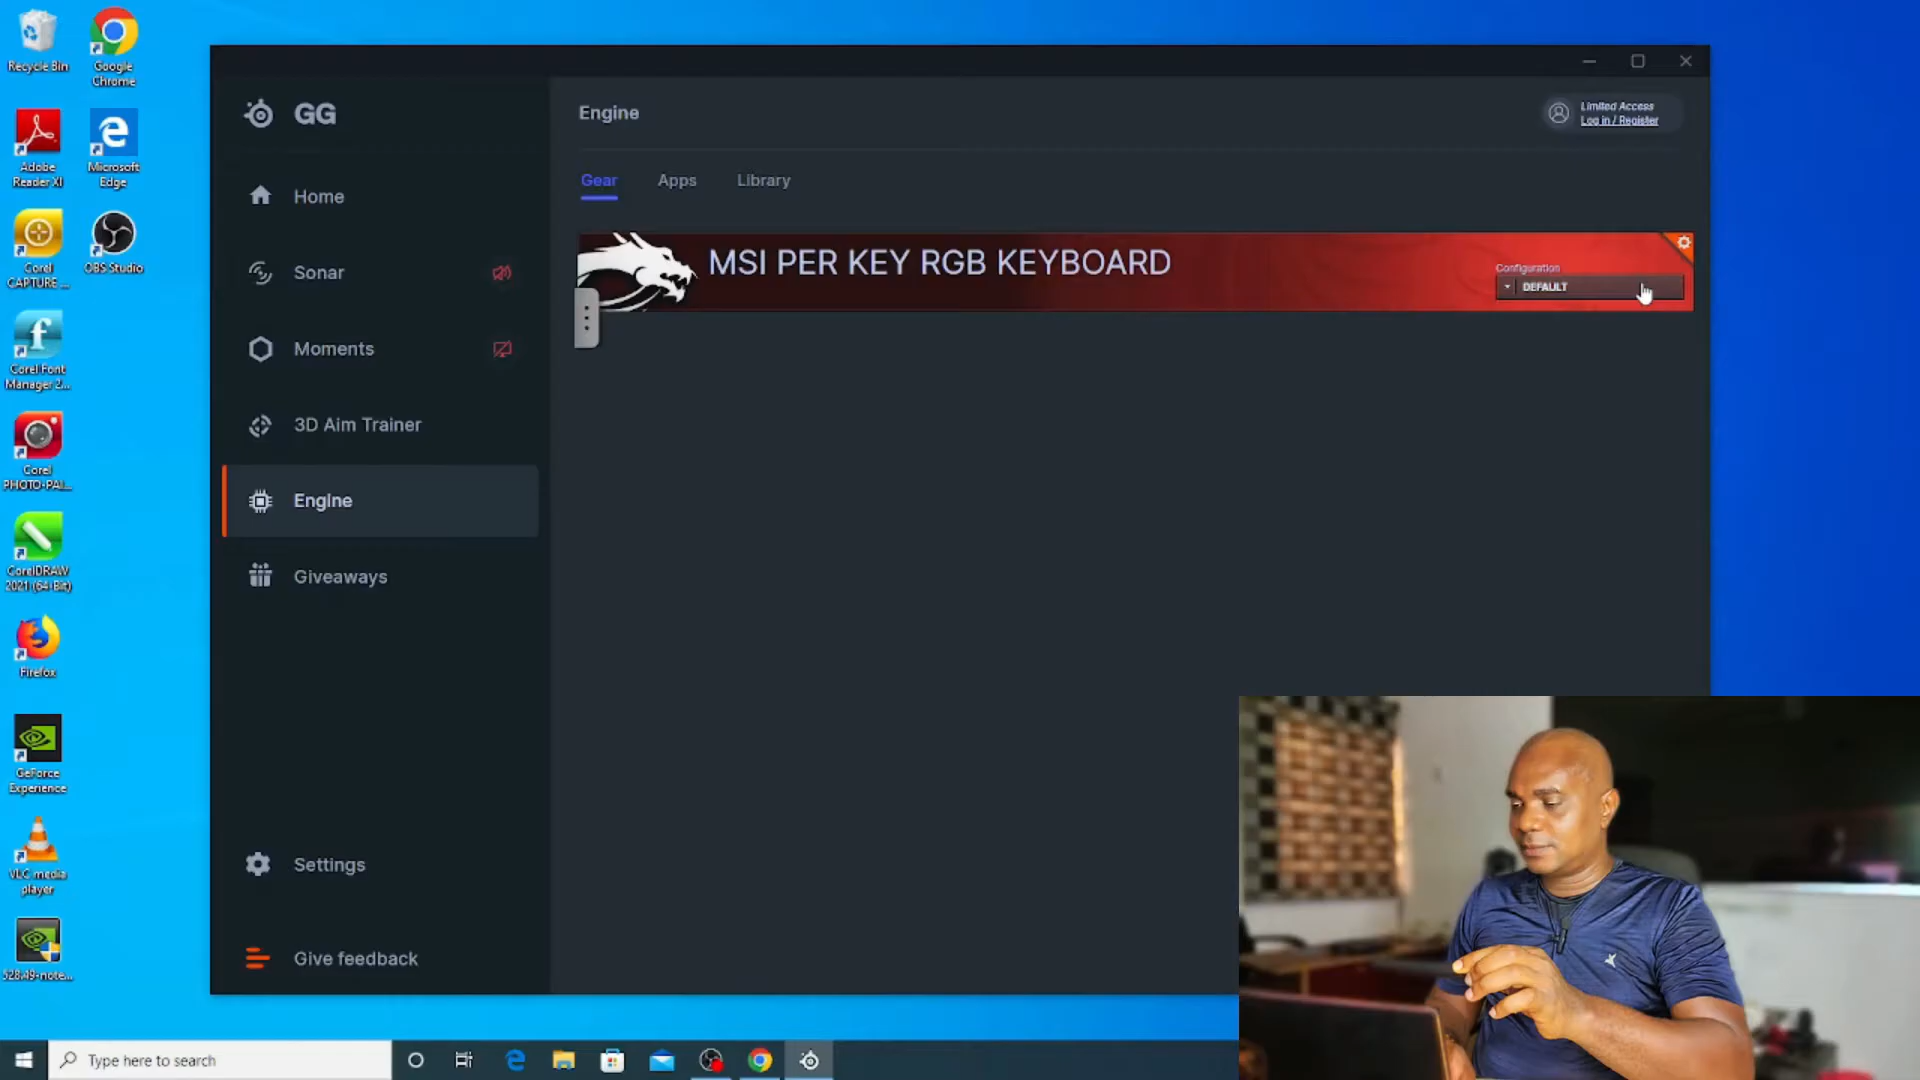 Recycle Bin
Google
Chrome
Adobe
Reader XI
Microsoft
Edge
Corel
CAPTURE ...
OBS Studio
Corel Font
Manager 2...
Corel
PHOTO-PAI...
CorelDRAW
2021 (64-Bit)
Firefox
GeForce
Experience
VLC media
player
528.49-note...
GG
Home
Sonar
Moments
3D Aim Trainer
Engine
Giveaways
Settings
Give feedback
Engine
Limited Access
Log in / Register
Gear
Apps
Library
MSI PER KEY RGB KEYBOARD
Configuration
DEFAULT
Type here to search